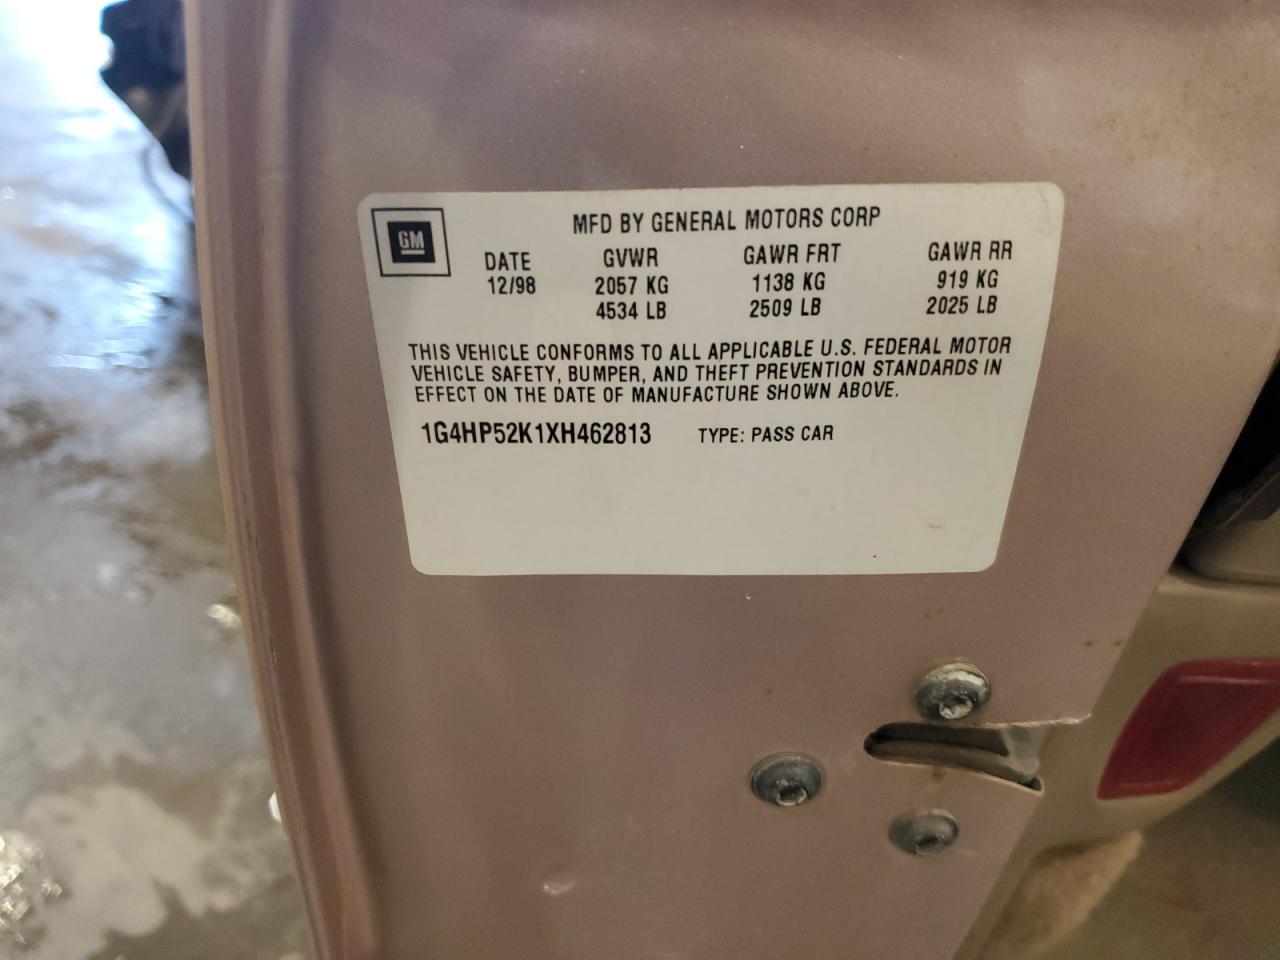 GM
MFD BY GENERAL MOTORS CORP
DATE GVWR GAWR FRT GAWR RR
12/98 2057 KG 1138 KG 919 KG
4534 LB 2509 LB 2025 LB
THIS VEHICLE CONFORMS TO ALL APPLICABLE U.S. FEDERAL MOTOR
VEHICLE SAFETY, BUMPER, AND THEFT PREVENTION STANDARDS IN
EFFECT ON THE DATE OF MANUFACTURE SHOWN ABOVE.
1G4HP52K1XH462813 TYPE: PASS CAR